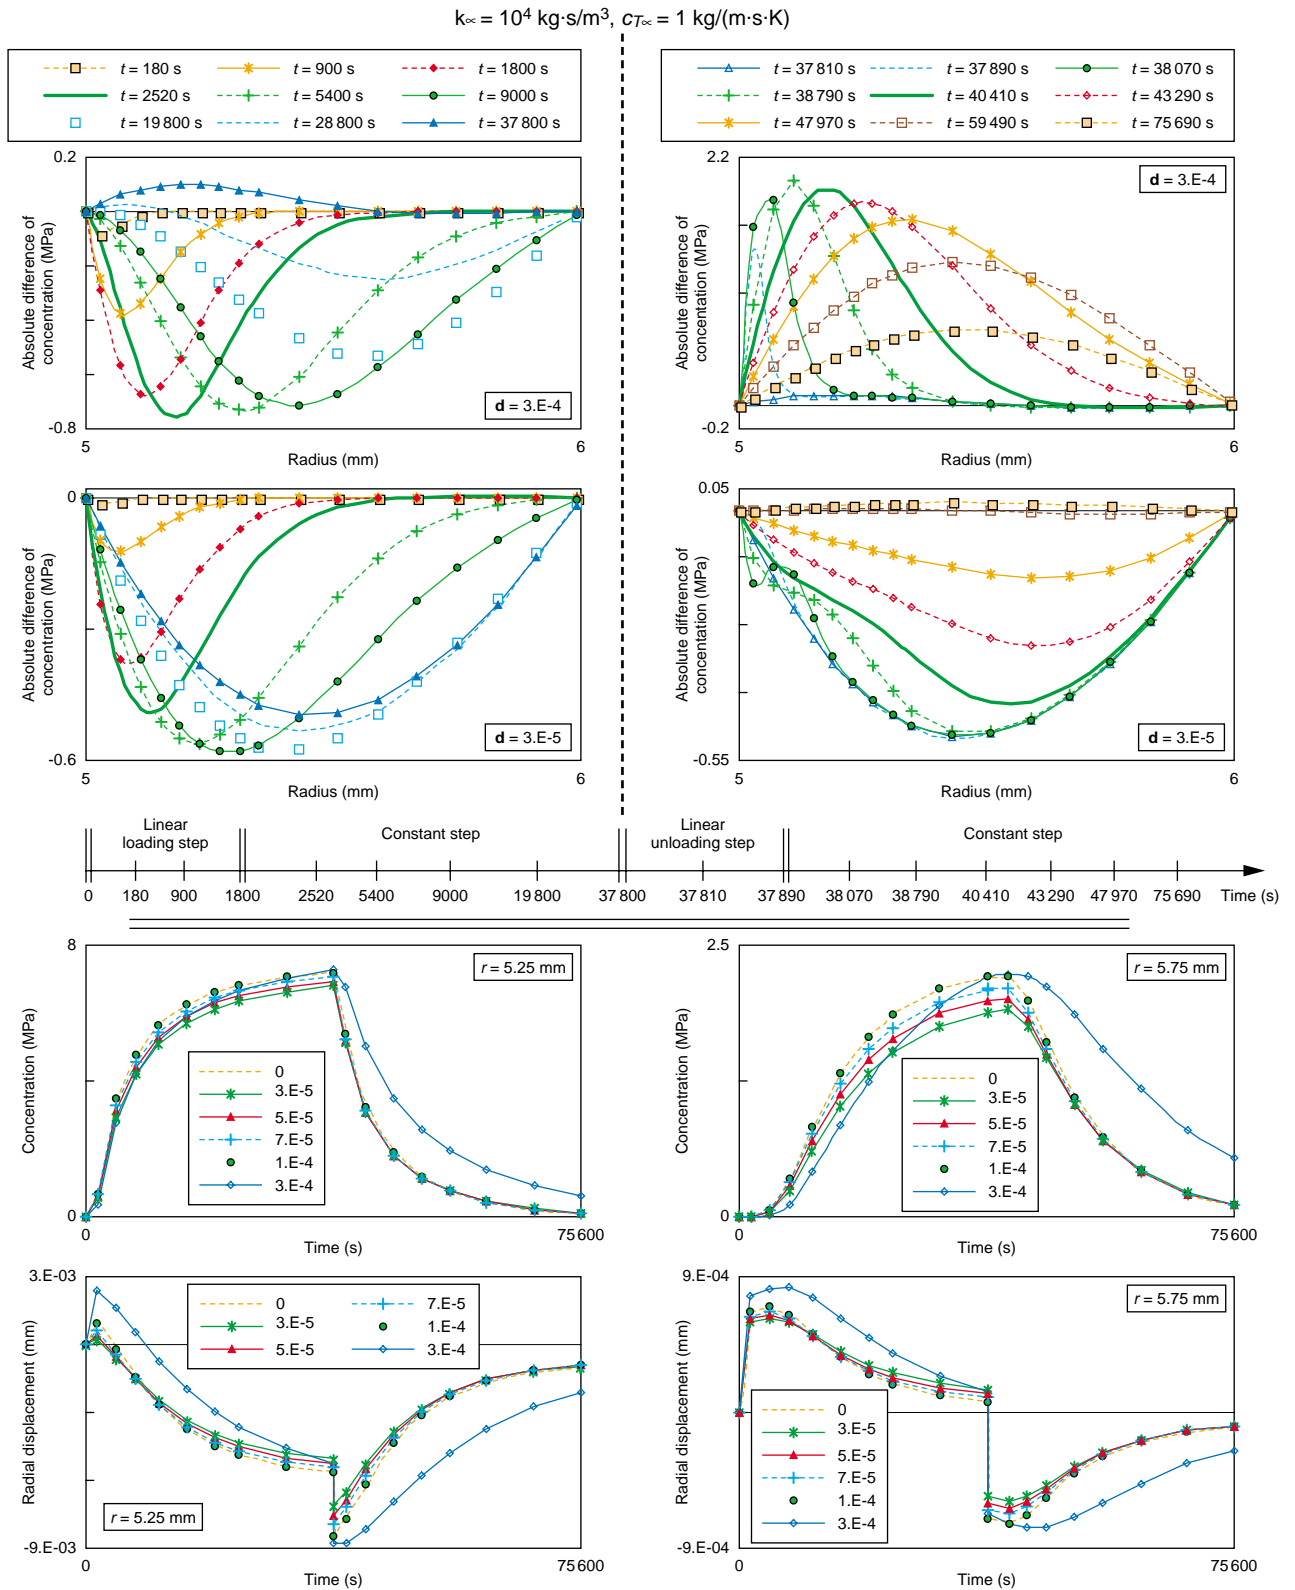 k∝ = 10⁴ kg·s/m³, cT∝ = 1 kg/(m·s·K)
t = 180 s
t = 900 s
t = 1800 s
t = 2520 s
t = 5400 s
t = 9000 s
t = 19 800 s
t = 28 800 s
t = 37 800 s
t = 37 810 s
t = 37 890 s
t = 38 070 s
t = 38 790 s
t = 40 410 s
t = 43 290 s
t = 47 970 s
t = 59 490 s
t = 75 690 s
0.2
Absolute difference of
concentration (MPa)
d = 3.E-4
-0.8
5
6
Radius (mm)
2.2
Absolute difference of
concentation (MPa)
d = 3.E-4
-0.2
5
6
Radius (mm)
0
Absolute difference of
concentration (MPa)
d = 3.E-5
-0.6
5
6
Radius (mm)
0.05
Absolute difference of
concentation (MPa)
d = 3.E-5
-0.55
5
6
Radius (mm)
Linear
loading step
Constant step
Linear
unloading step
Constant step
0
180
900
1800
2520
5400
9000
19 800
37 800
37 810
37 890
38 070
38 790
40 410
43 290
47 970
75 690
Time (s)
8
r = 5.25 mm
Concentration (MPa)
0
3.E-5
5.E-5
7.E-5
1.E-4
3.E-4
0
0
75 600
Time (s)
2.5
r = 5.75 mm
Concentration (MPa)
0
3.E-5
5.E-5
7.E-5
1.E-4
3.E-4
0
0
75 600
Time (s)
3.E-03
Radial displacement (mm)
0
3.E-5
5.E-5
7.E-5
1.E-4
3.E-4
r = 5.25 mm
-9.E-03
0
75 600
Time (s)
9.E-04
r = 5.75 mm
Radial displacement (mm)
0
3.E-5
5.E-5
7.E-5
1.E-4
3.E-4
-9.E-04
0
75 600
Time (s)